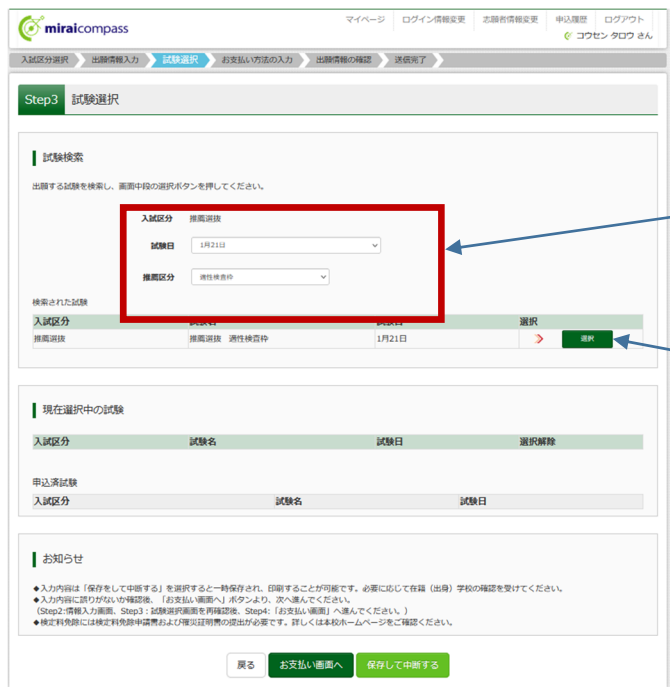 miraicompass
マイページ ログイン情報変更 志願者情報変更 申込履歴 ログアウト
コウセン タロウ さん
入試区分選択 出願情報入力 試験選択 お支払い方法の入力 出願情報の確認 送信完了
Step3 試験選択
試験検索
出願する試験を検索し、画面中段の選択ボタンを押してください。
入試区分 推薦選抜
試験日 1月21日
推薦区分 適性検査枠
検索された試験
入試区分 試験名 試験日 選択
推薦選抜 推薦選抜 適性検査枠 1月21日 選択
現在選択中の試験
入試区分 試験名 試験日 選択解除
申込済試験
入試区分 試験名 試験日
お知らせ
◆入力内容は「保存をして中断する」を選択すると一時保存され、印刷することが可能です。必要に応じて在籍（出身）学校の確認を受けてください。
◆入力内容に誤りがないか確認後、「お支払い画面へ」ボタンより、次へ進んでください。
（Step2:情報入力画面、Step3：試験選択画面を再確認後、Step4:「お支払い画面」へ進んでください。）
◆検定料免除には検定料免除申請書および罹災証明書の提出が必要です。詳しくは本校ホームページをご確認ください。
戻る お支払い画面へ 保存して中断する